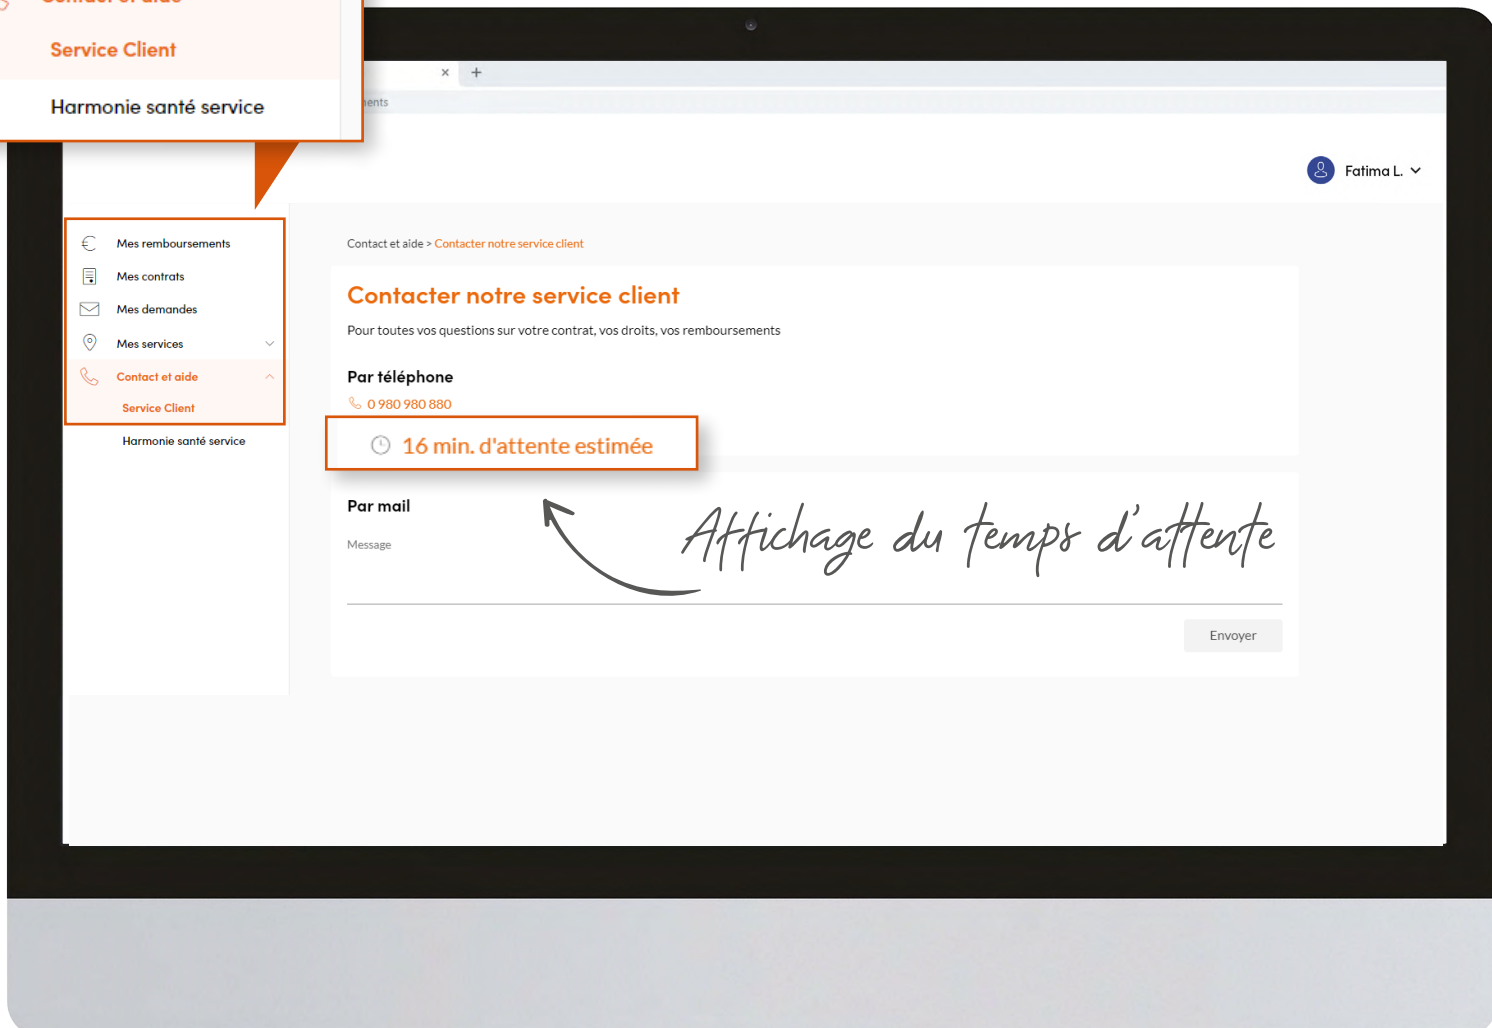 Contact et aide
Service Client
Harmonie santé service
× +
Fatima L.
Mes remboursements
Mes contrats
Mes demandes
Mes services
Contact et aide
Service Client
Harmonie santé service
Contact et aide > Contacter notre service client
Contacter notre service client
Pour toutes vos questions sur votre contrat, vos droits, vos remboursements
Par téléphone
0 980 980 880
16 min. d'attente estimée
Par mail
Affichage du temps d'attente
Message
Envoyer